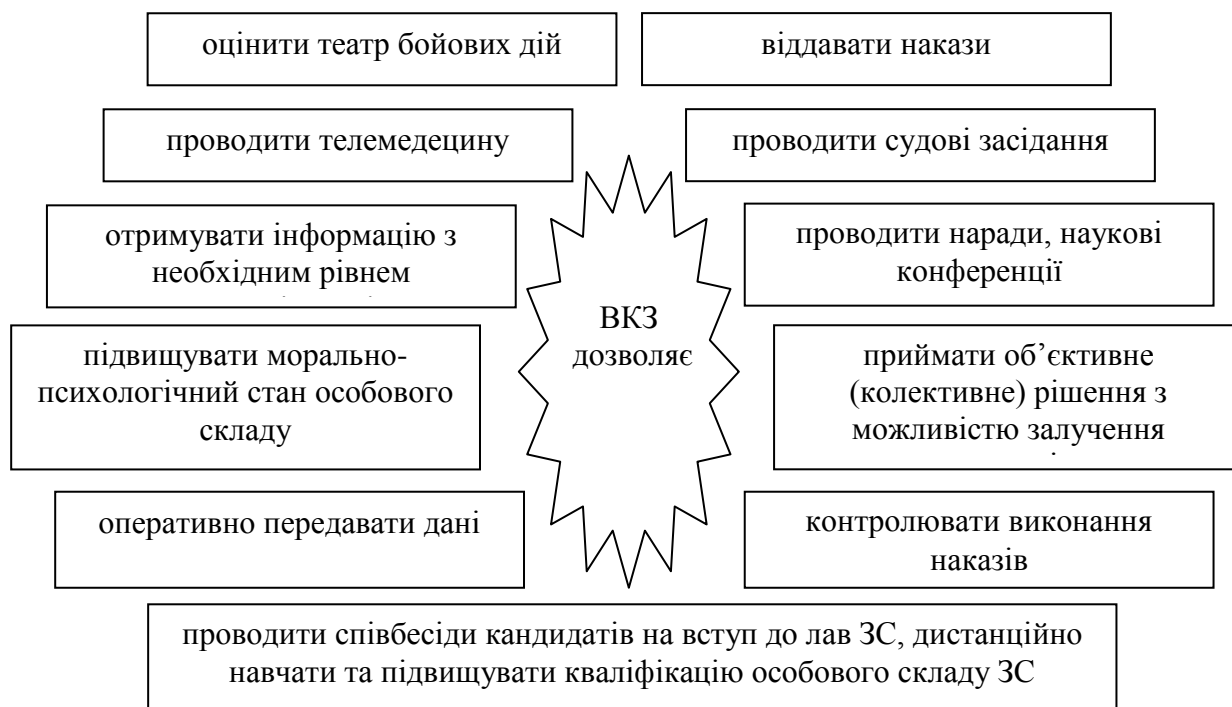 оцінити театр бойових дій
віддавати накази
проводити телемедецину
проводити судові засідання
отримувати інформацію з
необхідним рівнем
проводити наради, наукові
конференції
ВКЗ
дозволяє
підвищувати морально-
психологічний стан особового
складу
приймати об’єктивне
(колективне) рішення з
можливістю залучення
оперативно передавати дані
контролювати виконання
наказів
проводити співбесіди кандидатів на вступ до лав ЗС, дистанційно
навчати та підвищувати кваліфікацію особового складу ЗС